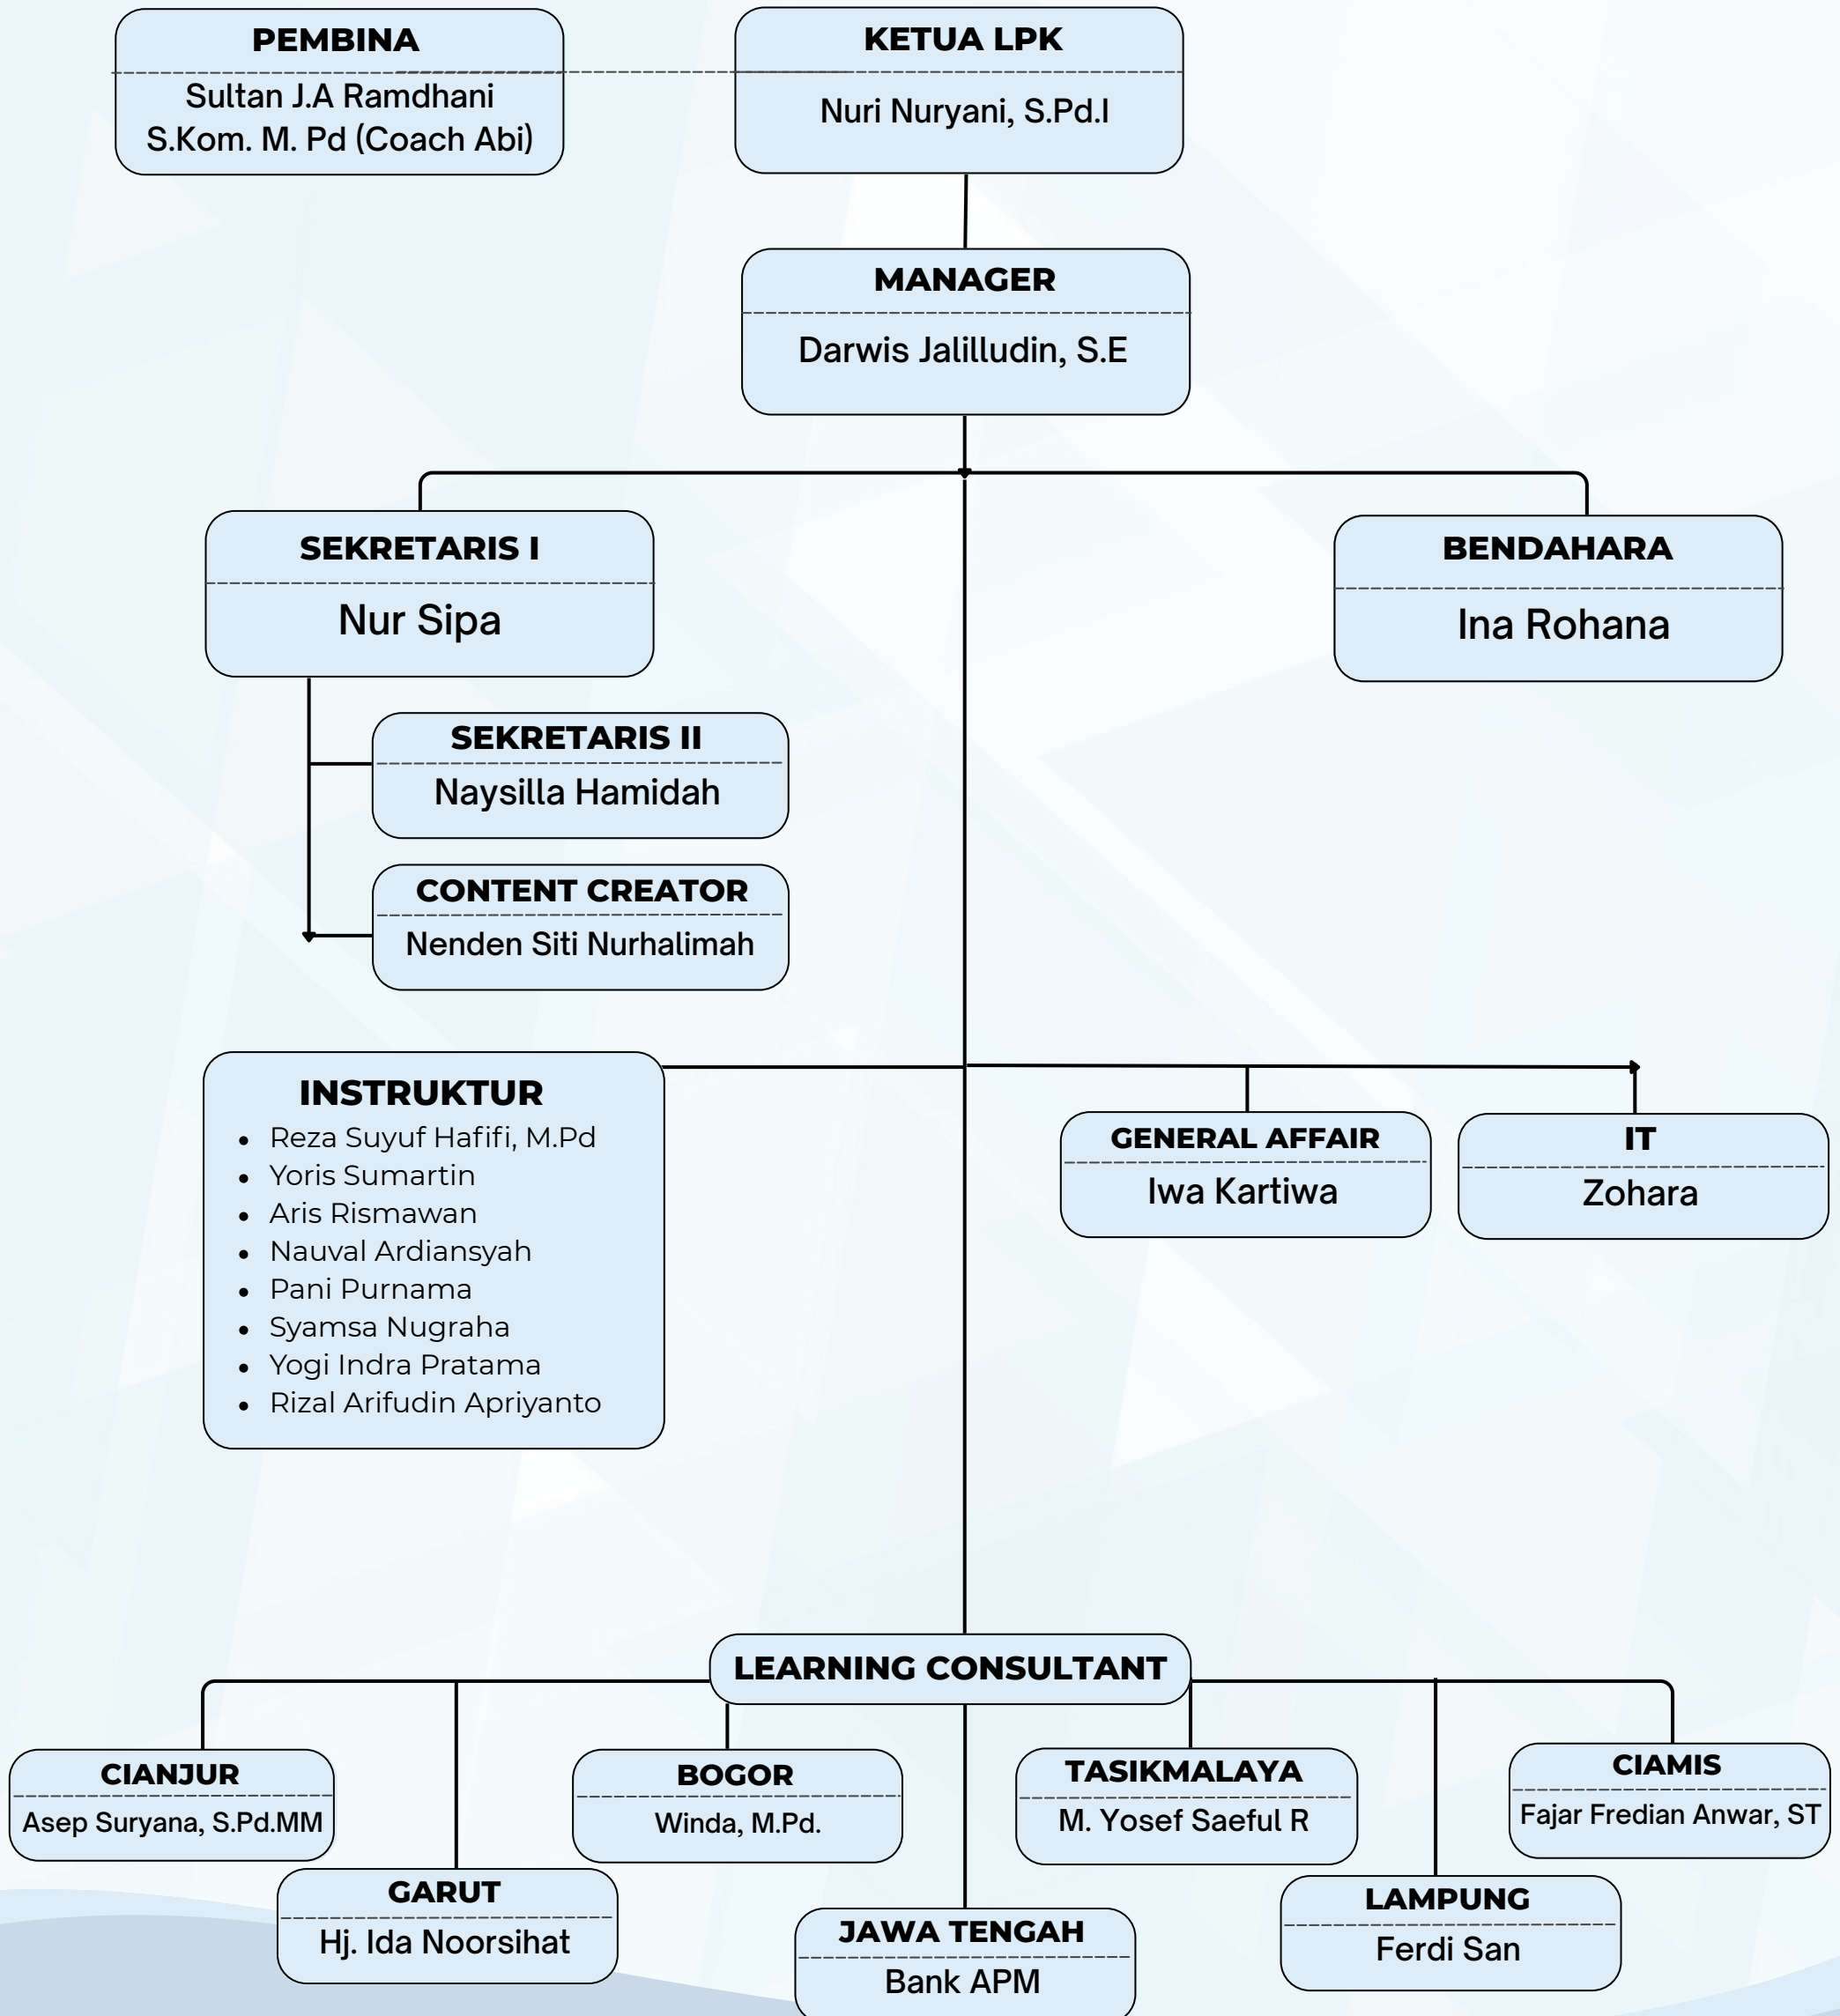 PEMBINA
Sultan J.A Ramdhani
S.Kom. M. Pd (Coach Abi)
KETUA LPK
Nuri Nuryani, S.Pd.I
MANAGER
Darwis Jalilludin, S.E
SEKRETARIS I
Nur Sipa
BENDAHARA
Ina Rohana
SEKRETARIS II
Naysilla Hamidah
CONTENT CREATOR
Nenden Siti Nurhalimah
INSTRUKTUR
• Reza Suyuf Hafifi, M.Pd
• Yoris Sumartin
• Aris Rismawan
• Nauval Ardiansyah
• Pani Purnama
• Syamsa Nugraha
• Yogi Indra Pratama
• Rizal Arifudin Apriyanto
GENERAL AFFAIR
Iwa Kartiwa
IT
Zohara
LEARNING CONSULTANT
CIANJUR
Asep Suryana, S.Pd.MM
GARUT
Hj. Ida Noorsihat
BOGOR
Winda, M.Pd.
JAWA TENGAH
Bank APM
TASIKMALAYA
M. Yosef Saeful R
LAMPUNG
Ferdi San
CIAMIS
Fajar Fredian Anwar, ST